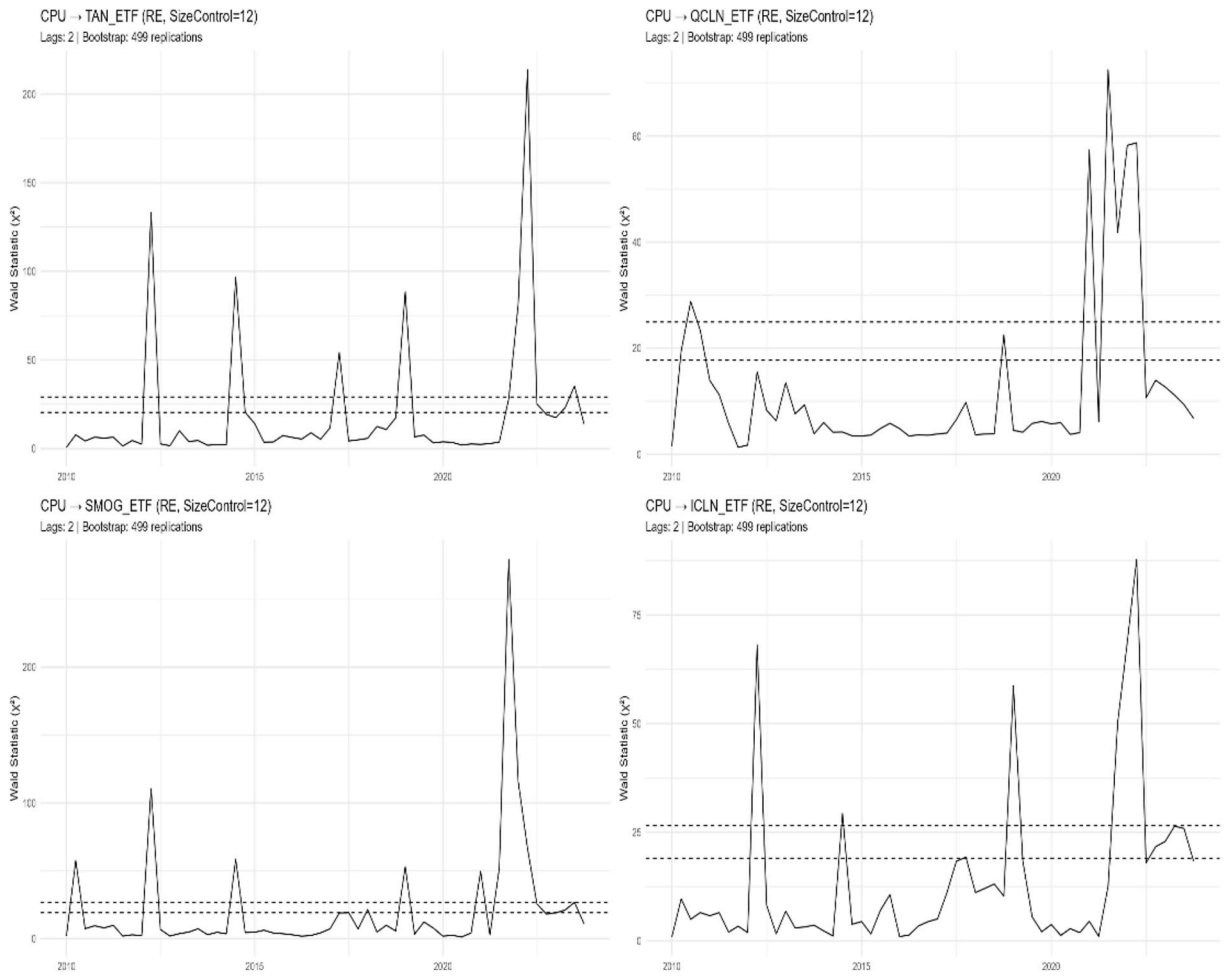 CPU → TAN_ETF (RE, SizeControl=12)
Lags: 2 | Bootstrap: 499 replications
Wald Statistic (χ²)
200
150
100
50
0
2010
2015
2020
CPU → QCLN_ETF (RE, SizeControl=12)
Lags: 2 | Bootstrap: 499 replications
Wald Statistic (χ²)
60
40
20
0
2010
2015
2020
CPU → SMOG_ETF (RE, SizeControl=12)
Lags: 2 | Bootstrap: 499 replications
Wald Statistic (χ²)
200
100
0
2010
2015
2020
CPU → ICLN_ETF (RE, SizeControl=12)
Lags: 2 | Bootstrap: 499 replications
Wald Statistic (χ²)
75
50
25
0
2010
2015
2020